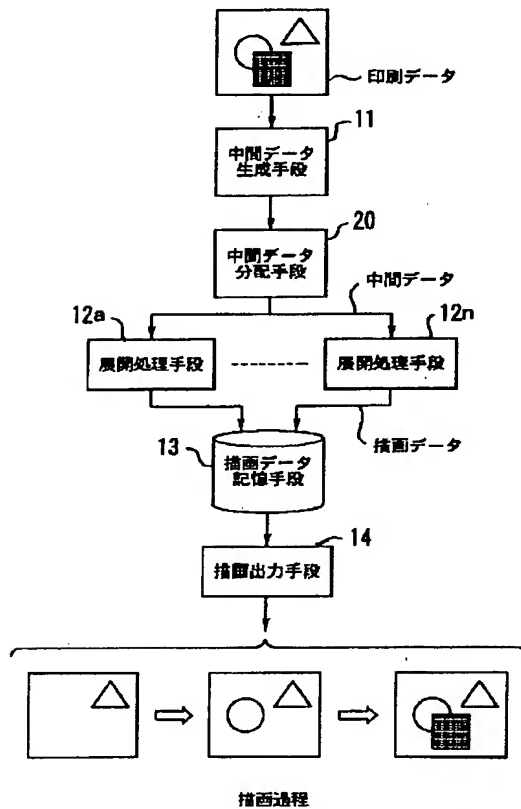 印刷データ
11
中間データ
生成手段
20
中間データ
分配手段
中間データ
12a
12n
展開処理手段
展開処理手段
描画データ
13
描画データ
記憶手段
14
描画出力手段
描画過程